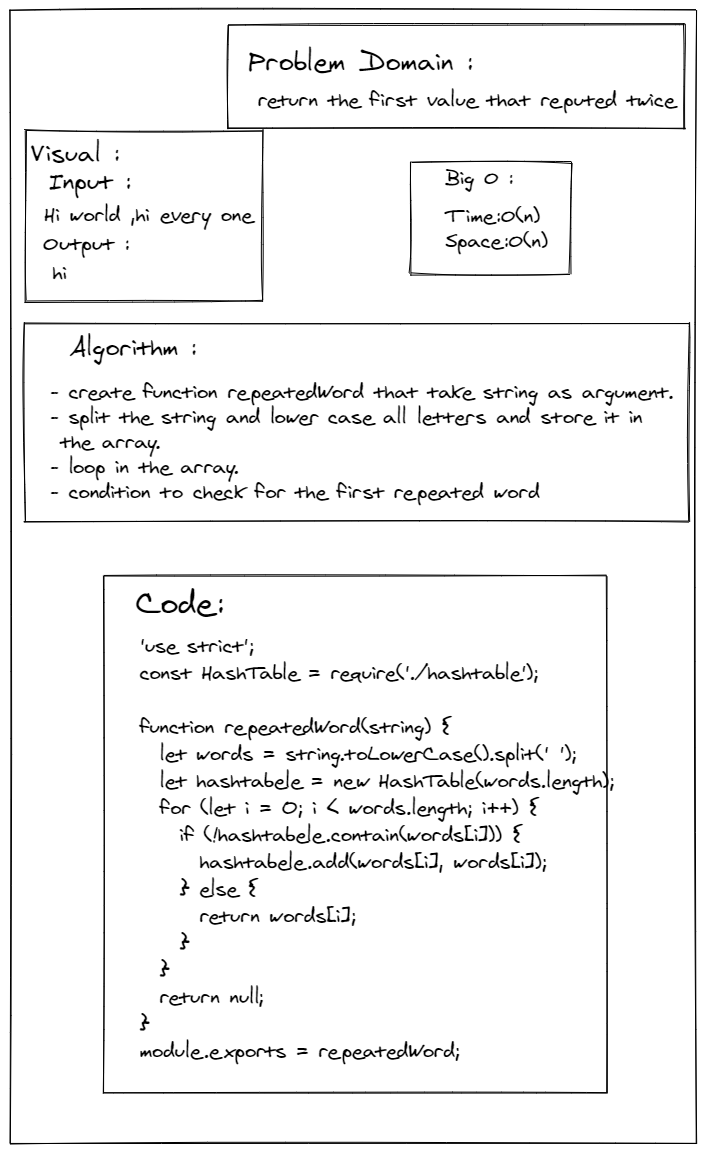 Problem Domain :
return the first value that reputed twice
Visual :
Input :
Hi world ,hi every one
Output :
hi
Big O :
Time:O(n)
Space:O(n)
Algorithm :
- create function repeatedWord that take string as argument.
- split the string and lower case all letters and store it in
the array.
- loop in the array.
- condition to check for the first repeated word
Code:
'use strict';
const HashTable = require('./hashtable');
function repeatedWord(string) {
let words = string.toLowerCase().split(' ');
let hashtabele = new HashTable(words.length);
for (let i = 0; i < words.length; i++) {
if (!hashtabele.contain(words[i])) {
hashtabele.add(words[i], words[i]);
} else {
return words[i];
}
}
return null;
}
module.exports = repeatedWord;